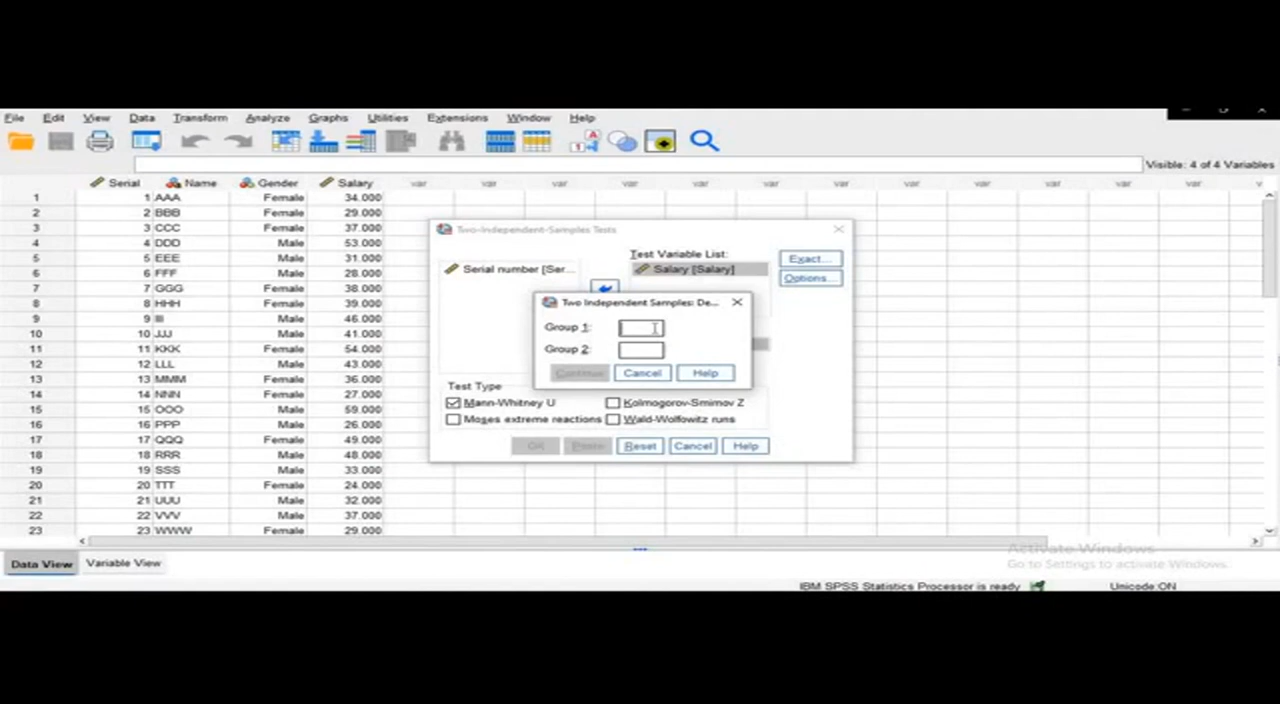 File Edit View Data Transform Analyze Graphs Utilities Extensions Window Help
Visible: 4 of 4 Variables
Serial Name Gender Salary var var var var var var var var var var var var v
1 1 AAA Female 34.000
2 2 BBB Female 29.000
3 3 CCC Female 37.000
4 4 DDD Male 53.000
5 5 EEE Male 31.000
6 6 FFF Male 28.000
7 7 GGG Female 38.000
8 8 HHH Female 39.000
9 9 III Male 46.000
10 10 JJJ Male 41.000
11 11 KKK Female 54.000
12 12 LLL Male 43.000
13 13 MMM Female 36.000
14 14 NNN Female 27.000
15 15 OOO Male 59.000
16 16 PPP Male 26.000
17 17 QQQ Female 49.000
18 18 RRR Male 48.000
19 19 SSS Male 33.000
20 20 TTT Female 24.000
21 21 UUU Male 32.000
22 22 VVV Male 37.000
23 23 WWW Female 29.000
Two-Independent-Samples Tests
Test Variable List:
Serial number [Ser...
Salary [Salary]
Exact...
Options...
Two Independent Samples: De...
Group 1:
Group 2:
Continue Cancel Help
Test Type
Mann-Whitney U Kolmogorov-Smirnov Z
Moses extreme reactions Wald-Wolfowitz runs
OK Paste Reset Cancel Help
Data View Variable View
Activate Windows
Go to Settings to activate Windows.
IBM SPSS Statistics Processor is ready Unicode:ON